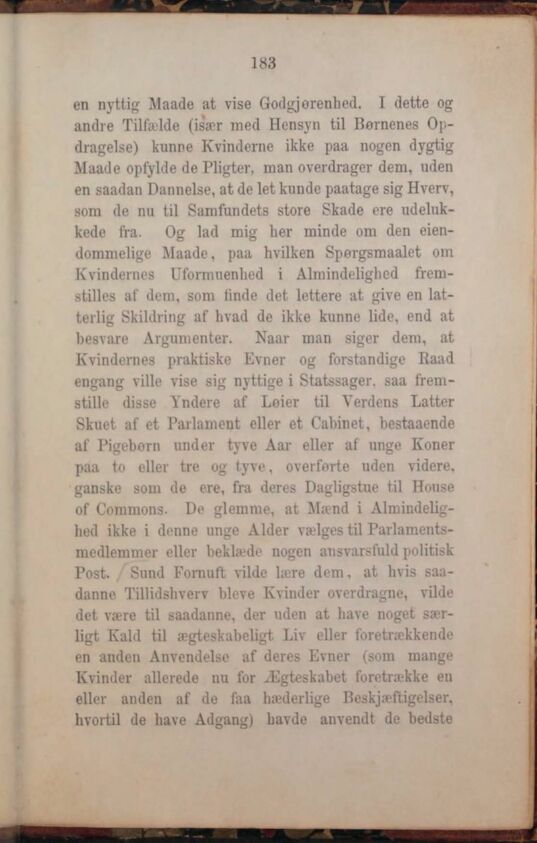 183
en nyttig Maade at vise Godgjørenhed. I dette og
andre Tilfælde (især med Hensyn til Børnenes Op-
dragelse) kunne Kvinderne ikke paa nogen dygtig
Maade opfylde de Pligter, man overdrager dem, uden
en saadan Dannelse, at de let kunde paatage sig Hverv,
som de nu til Samfundets store Skade ere udeluk-
kede fra. Og lad mig her minde om den eien-
dommelige Maade, paa hvilken Spørgsmaalet om
Kvindernes Uformuenhed i Almindelighed frem-
stilles af dem, som finde det lettere at give en lat-
terlig Skildring af hvad de ikke kunne lide, end at
besvare Argumenter. Naar man siger dem, at
Kvindernes praktiske Evner og forstandige Raad
engang ville vise sig nyttige i Statssager, saa frem-
stille disse Yndere af Løier til Verdens Latter
Skuet af et Parlament eller et Cabinet, bestaaende
af Pigebørn under tyve Aar eller af unge Koner
paa to eller tre og tyve, overførte uden videre,
ganske som de ere, fra deres Dagligstue til House
of Commons. De glemme, at Mænd i Almindelig-
hed ikke i denne unge Alder vælges til Parlaments-
medlemmer eller beklæde nogen ansvarsfuld politisk
Post. Sund Fornuft vilde lære dem, at hvis saa-
danne Tillidshverv bleve Kvinder overdragne, vilde
det være til saadanne, der uden at have noget sær-
ligt Kald til ægteskabeligt Liv eller foretrækkende
en anden Anvendelse af deres Evner (som mange
Kvinder allerede nu for Ægteskabet foretrække en
eller anden af de faa hæderlige Beskjæftigelser,
hvortil de have Adgang) havde anvendt de bedste